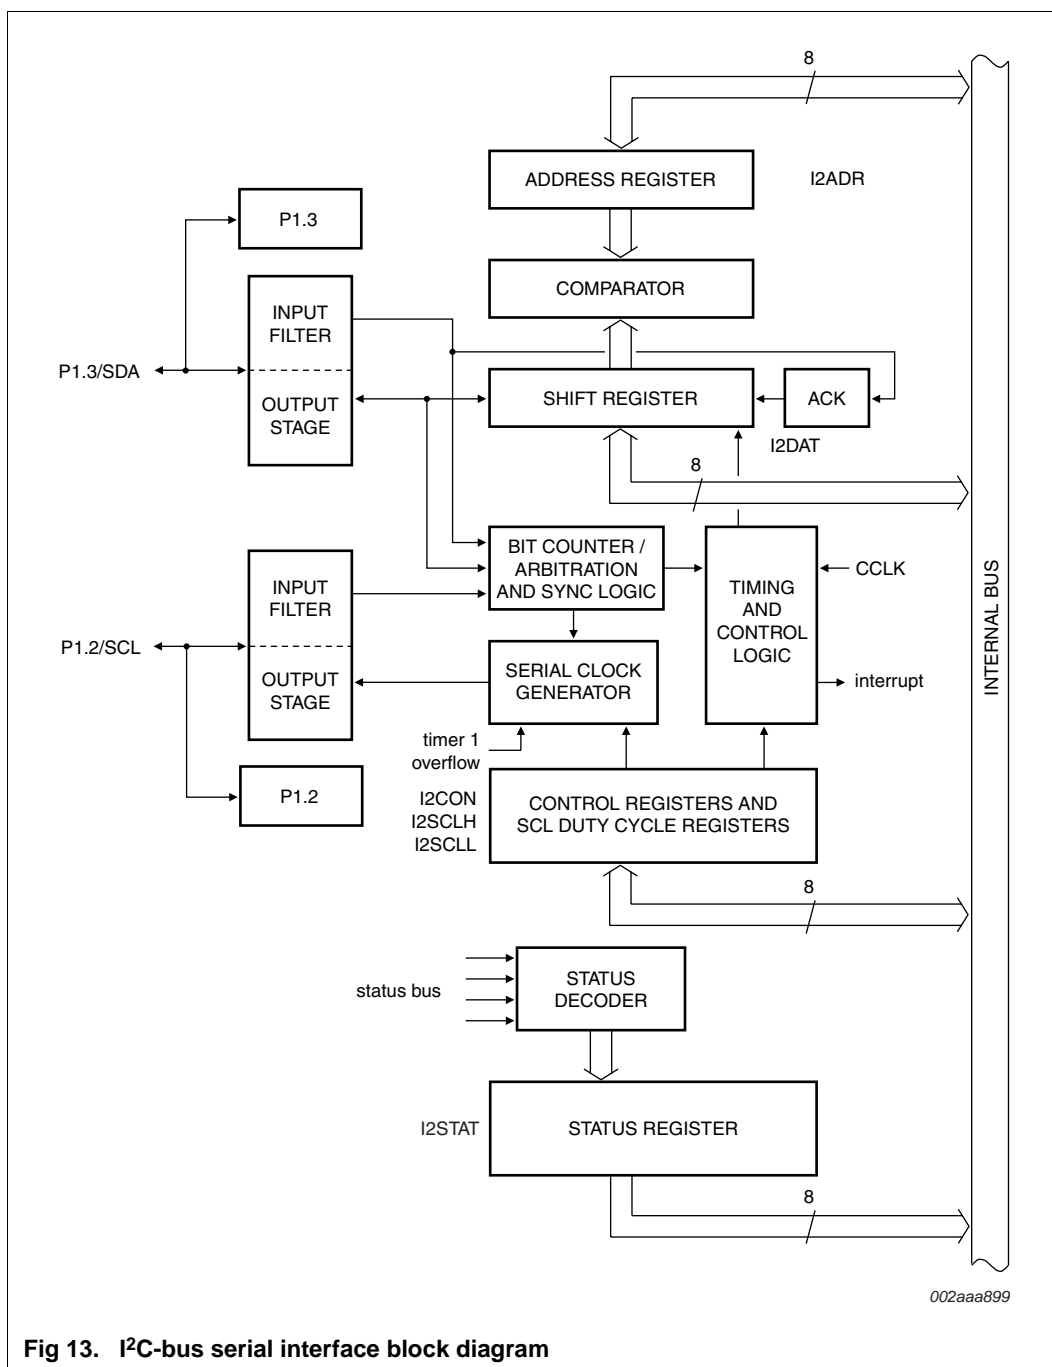 8
ADDRESS REGISTER
I2ADR
P1.3
COMPARATOR
INPUT
FILTER
P1.3/SDA
OUTPUT
STAGE
SHIFT REGISTER
ACK
I2DAT
8
BIT COUNTER /
ARBITRATION
AND SYNC LOGIC
INPUT
FILTER
TIMING
AND
CONTROL
LOGIC
CCLK
INTERNAL BUS
P1.2/SCL
OUTPUT
STAGE
SERIAL CLOCK
GENERATOR
interrupt
timer 1
overflow
P1.2
I2CON
I2SCLH
I2SCLL
CONTROL REGISTERS AND
SCL DUTY CYCLE REGISTERS
8
status bus
STATUS
DECODER
I2STAT
STATUS REGISTER
8
002aaa899
Fig 13. I²C-bus serial interface block diagram